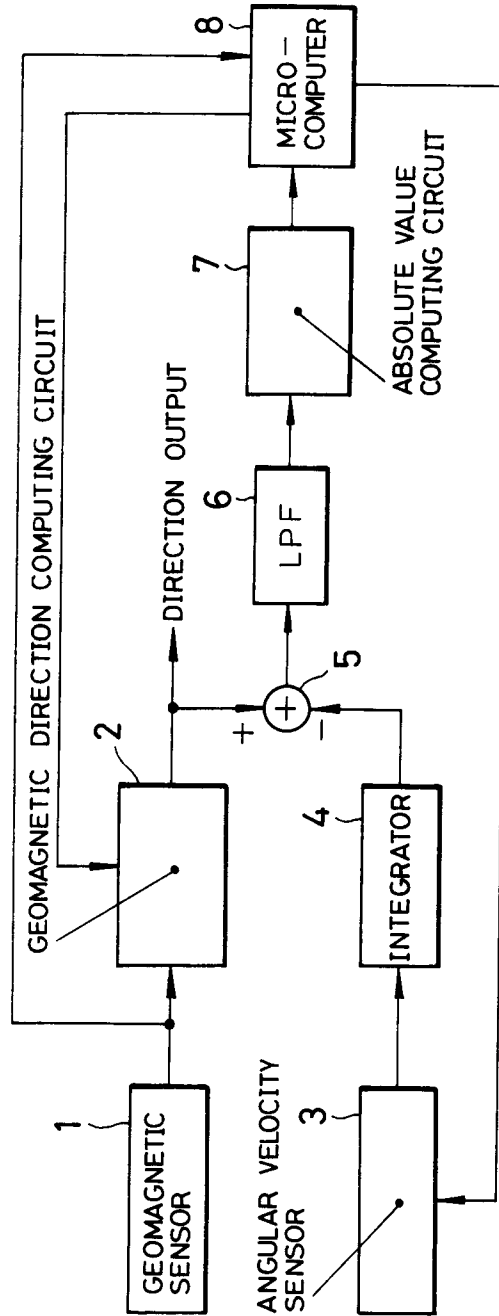 1
GEOMAGNETIC
SENSOR
GEOMAGNETIC DIRECTION COMPUTING CIRCUIT
2
DIRECTION OUTPUT
ANGULAR VELOCITY
SENSOR
3
4
INTEGRATOR
+
−
+
5
6
LPF
7
ABSOLUTE VALUE
COMPUTING CIRCUIT
8
MICRO-
COMPUTER